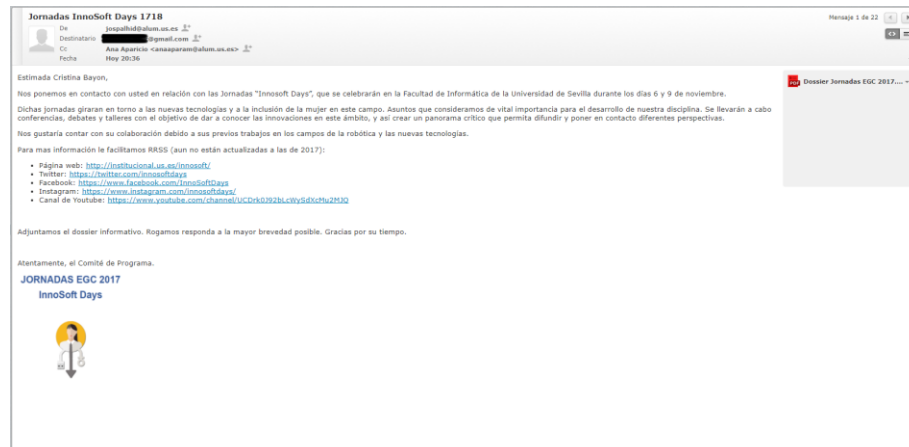 Jornadas InnoSoft Days 1718
Mensaje 1 de 22
De jospalhid@alum.us.es
Destinatario @gmail.com
Cc Ana Aparicio <anaaparam@alum.us.es>
Fecha Hoy 20:36
Estimada Cristina Bayon,
Dossier Jornadas EGC 2017....
Nos ponemos en contacto con usted en relación con las Jornadas "Innosoft Days", que se celebrarán en la Facultad de Informática de la Universidad de Sevilla durante los días 6 y 9 de noviembre.
Dichas jornadas giraran en torno a las nuevas tecnologías y a la inclusión de la mujer en este campo. Asuntos que consideramos de vital importancia para el desarrollo de nuestra disciplina. Se llevarán a cabo
conferencias, debates y talleres con el objetivo de dar a conocer las innovaciones en este ámbito, y así crear un panorama crítico que permita difundir y poner en contacto diferentes perspectivas.
Nos gustaría contar con su colaboración debido a sus previos trabajos en los campos de la robótica y las nuevas tecnologías.
Para mas información le facilitamos RRSS (aun no están actualizadas a las de 2017):
• Página web: http://institucional.us.es/innosoft/
• Twitter: https://twitter.com/innosoftdays
• Facebook: https://www.facebook.com/InnoSoftDays
• Instagram: https://www.instagram.com/innosoftdays/
• Canal de Youtube: https://www.youtube.com/channel/UCDrk0J92bLcWySdXcMu2MJQ
Adjuntamos el dossier informativo. Rogamos responda a la mayor brevedad posible. Gracias por su tiempo.
Atentamente, el Comité de Programa.
JORNADAS EGC 2017
InnoSoft Days